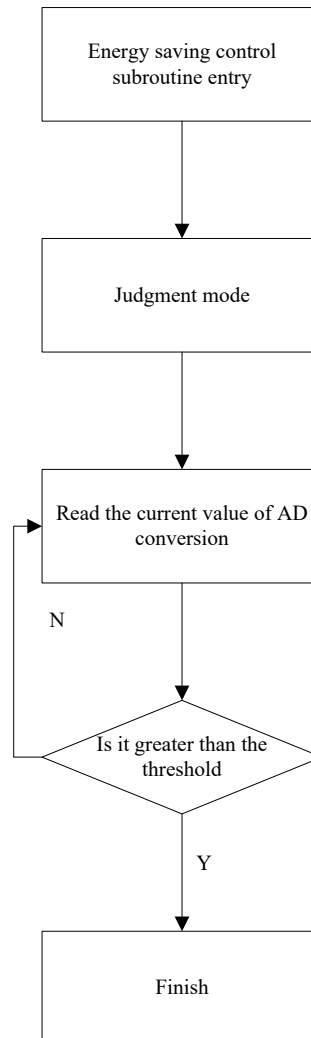 Energy saving control
subroutine entry
Judgment mode
Read the current value of AD
conversion
N
Is it greater than the
threshold
Y
Finish